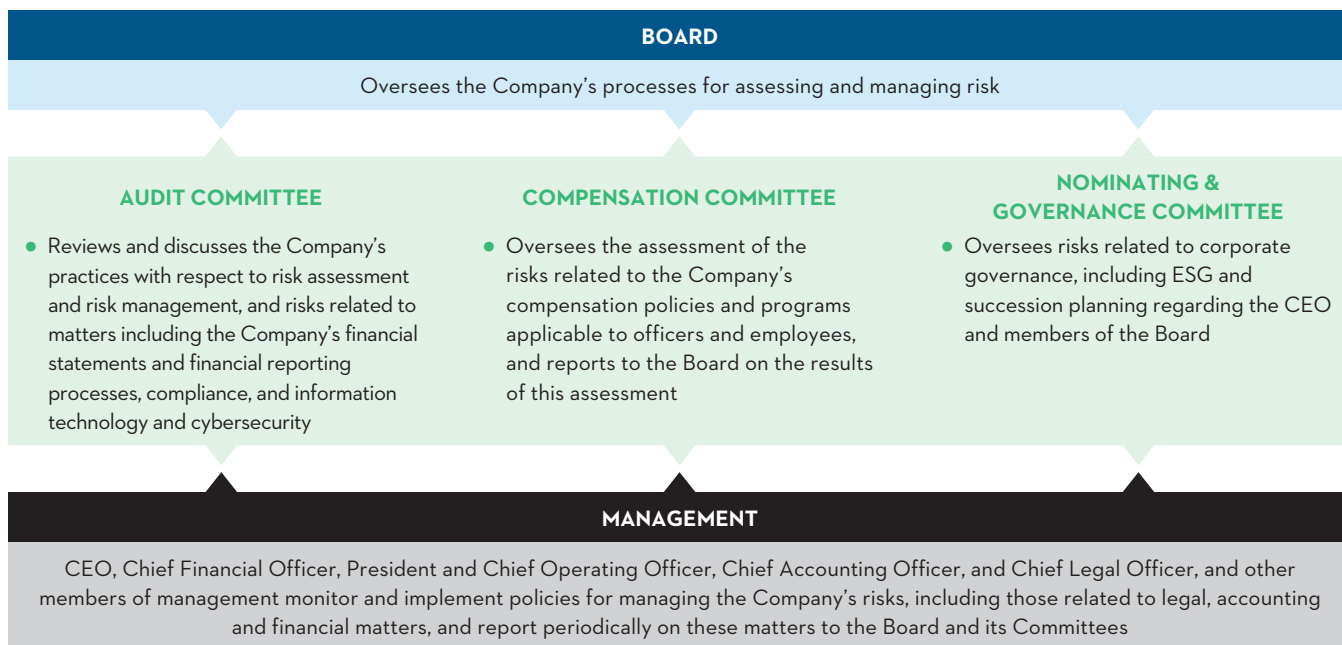 BOARD
Oversees the Company’s processes for assessing and managing risk
AUDIT COMMITTEE
● Reviews and discusses the Company’s
practices with respect to risk assessment
and risk management, and risks related to
matters including the Company’s financial
statements and financial reporting
processes, compliance, and information
technology and cybersecurity
COMPENSATION COMMITTEE
● Oversees the assessment of the
risks related to the Company’s
compensation policies and programs
applicable to officers and employees,
and reports to the Board on the results
of this assessment
NOMINATING &
GOVERNANCE COMMITTEE
● Oversees risks related to corporate
governance, including ESG and
succession planning regarding the CEO
and members of the Board
MANAGEMENT
CEO, Chief Financial Officer, President and Chief Operating Officer, Chief Accounting Officer, and Chief Legal Officer, and other
members of management monitor and implement policies for managing the Company’s risks, including those related to legal, accounting
and financial matters, and report periodically on these matters to the Board and its Committees